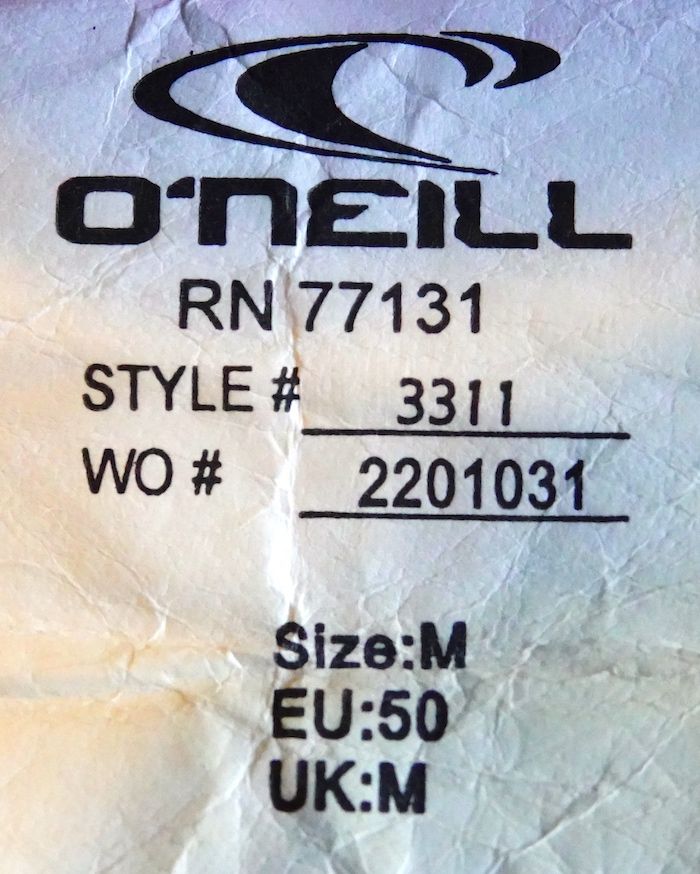 O'NEILL
RN 77131
STYLE # 3311
WO # 2201031
Size:M
EU:50
UK:M